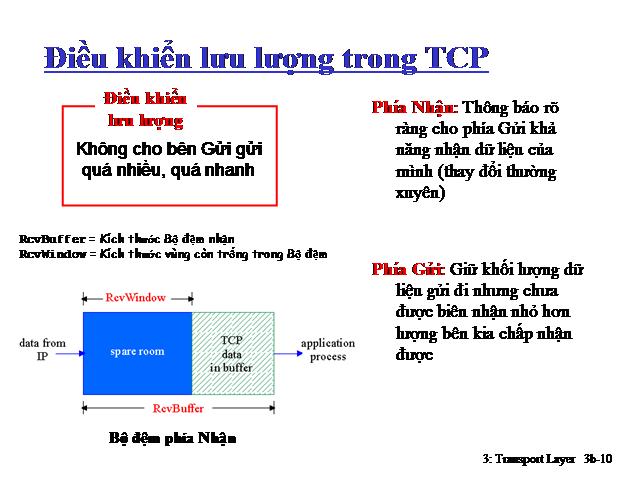 Điều khiển lưu lượng trong TCP
Điều khiển
lưu lượng
Không cho bên Gửi gửi
quá nhiều, quá nhanh
RcvBuffer = Kích thước Bộ đệm nhận
RcvWindow = Kích thước vùng còn trống trong Bộ đệm
RcvWindow
data from
IP
spare room
TCP
data
in buffer
application
process
RcvBuffer
Bộ đệm phía Nhận
Phía Nhận: Thông báo rõ
ràng cho phía Gửi khả
năng nhận dữ liệu của
mình (thay đổi thường
xuyên)
Phía Gửi: Giữ khối lượng dữ
liệu gửi đi nhưng chưa
được biên nhận nhỏ hơn
lượng bên kia chấp nhận
được
3: Transport Layer 3b-10